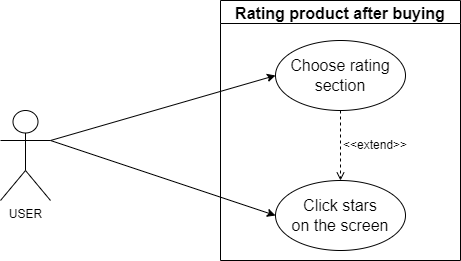 Rating product after buying
Choose rating
section
<<extend>>
Click stars
on the screen
USER